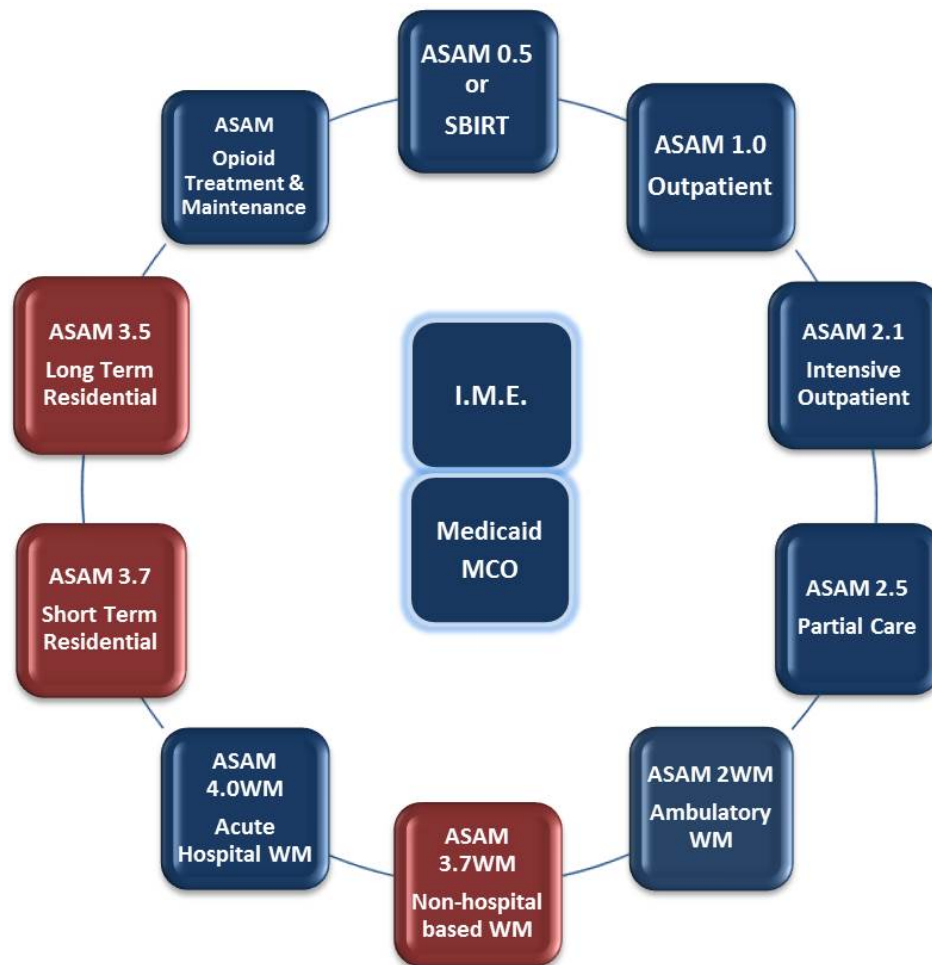 ASAM 0.5
or
SBIRT
ASAM 1.0
Outpatient
ASAM 2.1
Intensive
Outpatient
ASAM 2.5
Partial Care
ASAM 2WM
Ambulatory
WM
ASAM
3.7WM
Non-hospital
based WM
ASAM
4.0WM
Acute
Hospital WM
ASAM 3.7
Short Term
Residential
ASAM 3.5
Long Term
Residential
ASAM
Opioid
Treatment &
Maintenance
I.M.E.
Medicaid
MCO